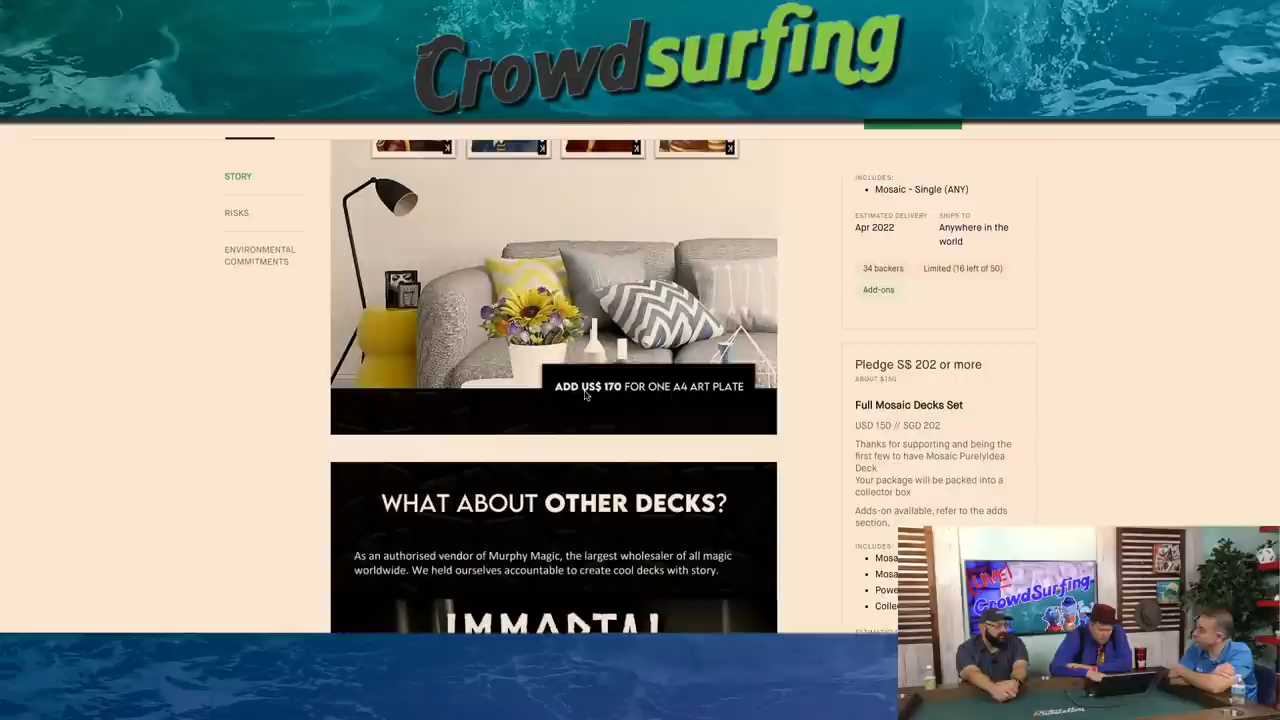 Crowdsurfing
STORY
RISKS
ENVIRONMENTAL
COMMITMENTS
ADD US$ 170 FOR ONE A4 ART PLATE
WHAT ABOUT OTHER DECKS?
As an authorised vendor of Murphy Magic, the largest wholesaler of all magic
worldwide. We held ourselves accountable to create cool decks with story.
IMMORTAL
INCLUDES:
• Mosaic - Single (ANY)
ESTIMATED DELIVERY
Apr 2022
SHIPS TO
Anywhere in the
world
34 backers
Limited (16 left of 50)
Add-ons
Pledge S$ 202 or more
ABOUT $150
Full Mosaic Decks Set
USD 150 // SGD 202
Thanks for supporting and being the
first few to have Mosaic PurelyIdea
Deck
Your package will be packed into a
collector box
Adds-on available, refer to the adds
section.
INCLUDES:
• Mosa
• Mosa
• Powe
• Colle
LIVE!
CrowdSurfing